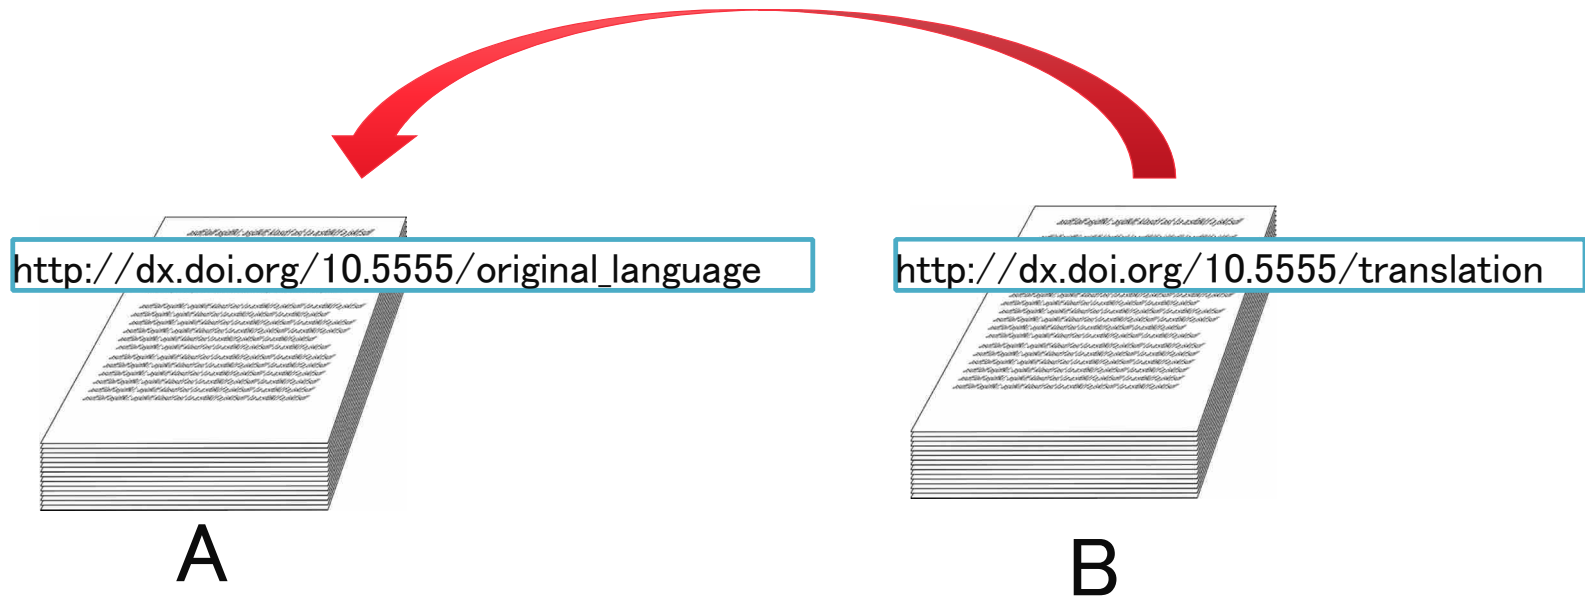 http://dx.doi.org/10.5555/original_language
http://dx.doi.org/10.5555/translation
A
B